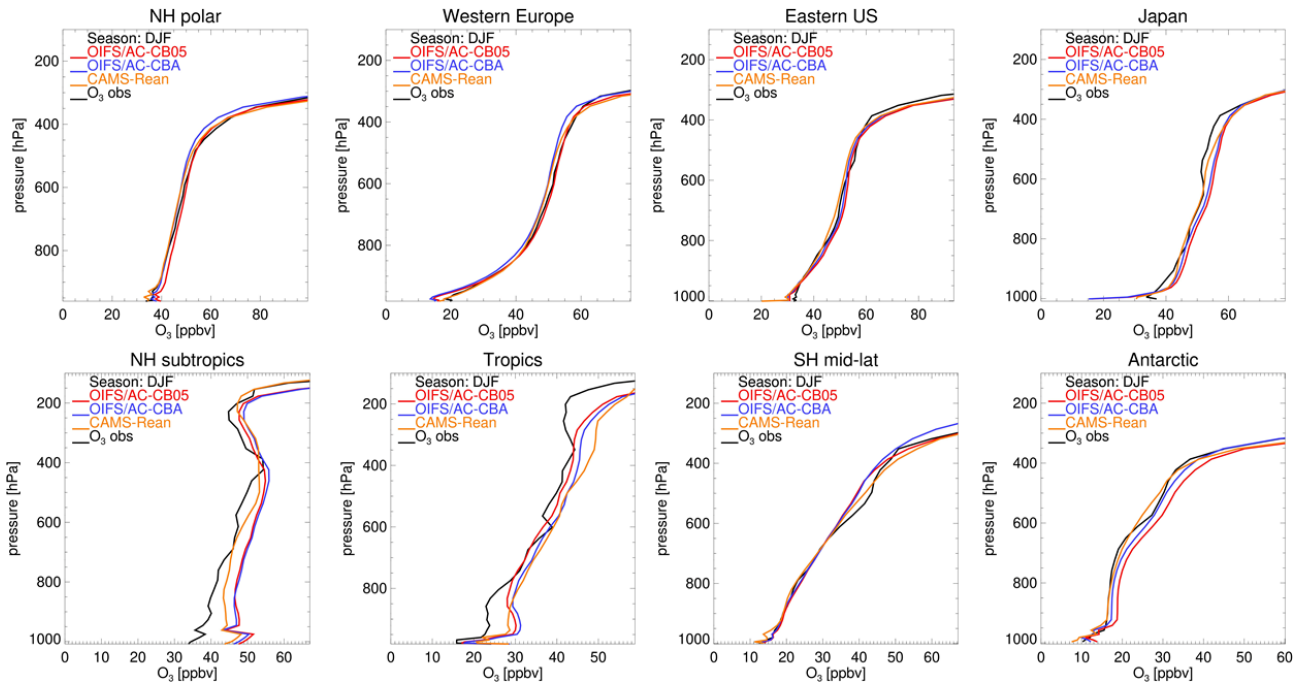 NH polar
Season: DJF
OIFS/AC-CB05
OIFS/AC-CBA
CAMS-Rean
O₃ obs
200
400
600
800
pressure [hPa]
0 20 40 60 80
O₃ [ppbv]
Western Europe
Season: DJF
OIFS/AC-CB05
OIFS/AC-CBA
CAMS-Rean
O₃ obs
200
400
600
800
pressure [hPa]
0 20 40 60
O₃ [ppbv]
Eastern US
Season: DJF
OIFS/AC-CB05
OIFS/AC-CBA
CAMS-Rean
O₃ obs
200
400
600
800
1000
pressure [hPa]
0 20 40 60 80
O₃ [ppbv]
Japan
Season: DJF
OIFS/AC-CB05
OIFS/AC-CBA
CAMS-Rean
O₃ obs
200
400
600
800
1000
pressure [hPa]
0 20 40 60
O₃ [ppbv]
NH subtropics
Season: DJF
OIFS/AC-CB05
OIFS/AC-CBA
CAMS-Rean
O₃ obs
200
400
600
800
1000
pressure [hPa]
0 10 20 30 40 50 60
O₃ [ppbv]
Tropics
Season: DJF
OIFS/AC-CB05
OIFS/AC-CBA
CAMS-Rean
O₃ obs
200
400
600
800
pressure [hPa]
0 10 20 30 40 50
O₃ [ppbv]
SH mid-lat
Season: DJF
OIFS/AC-CB05
OIFS/AC-CBA
CAMS-Rean
O₃ obs
200
400
600
800
1000
pressure [hPa]
0 10 20 30 40 50 60
O₃ [ppbv]
Antarctic
Season: DJF
OIFS/AC-CB05
OIFS/AC-CBA
CAMS-Rean
O₃ obs
200
400
600
800
1000
pressure [hPa]
0 10 20 30 40 50 60
O₃ [ppbv]